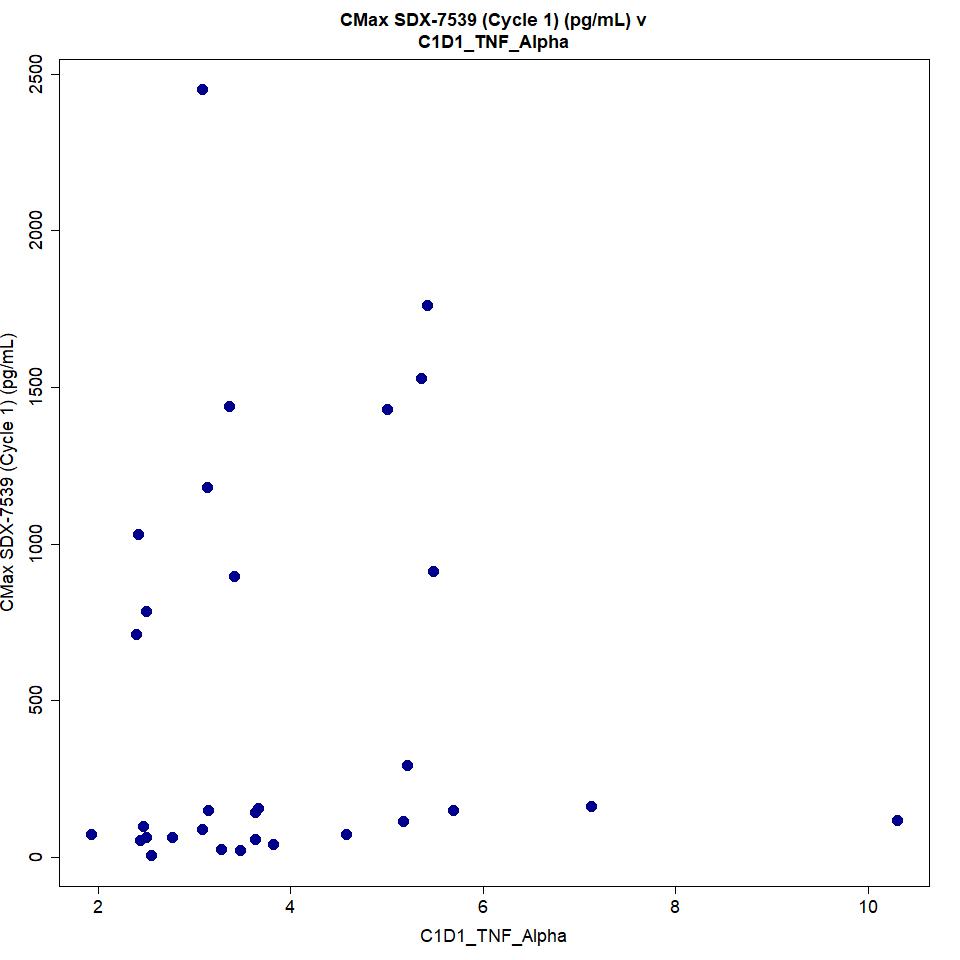 CMax SDX-7539 (Cycle 1) (pg/mL) v
C1D1_TNF_Alpha
2500
2000
1500
1000
500
0
CMax SDX-7539 (Cycle 1) (pg/mL)
2 4 6 8 10
C1D1_TNF_Alpha